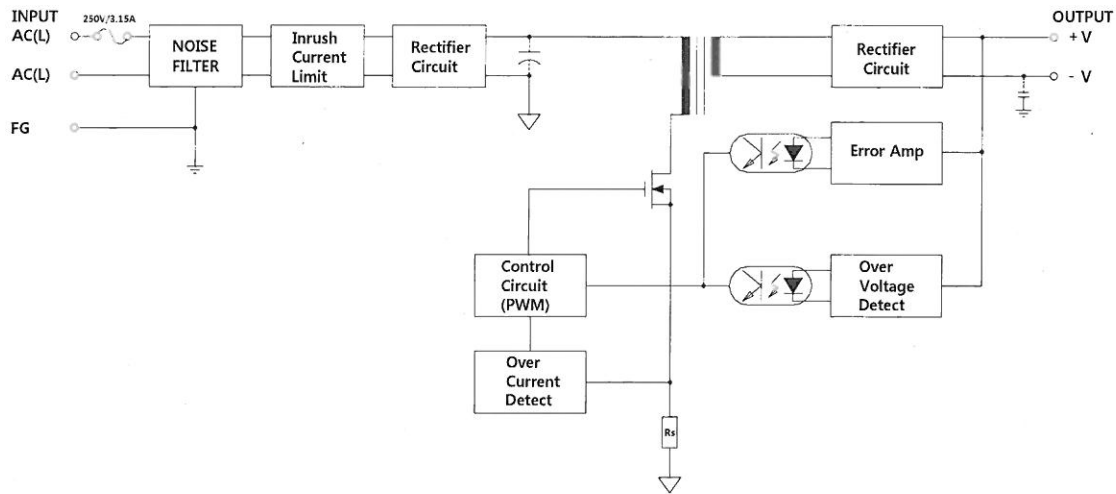 INPUT
AC(L)
250V/3.15A
AC(L)
FG
NOISE
FILTER
Inrush
Current
Limit
Rectifier
Circuit
Rectifier
Circuit
OUTPUT
+ V
- V
Error Amp
Control
Circuit
(PWM)
Over
Voltage
Detect
Over
Current
Detect
Rs